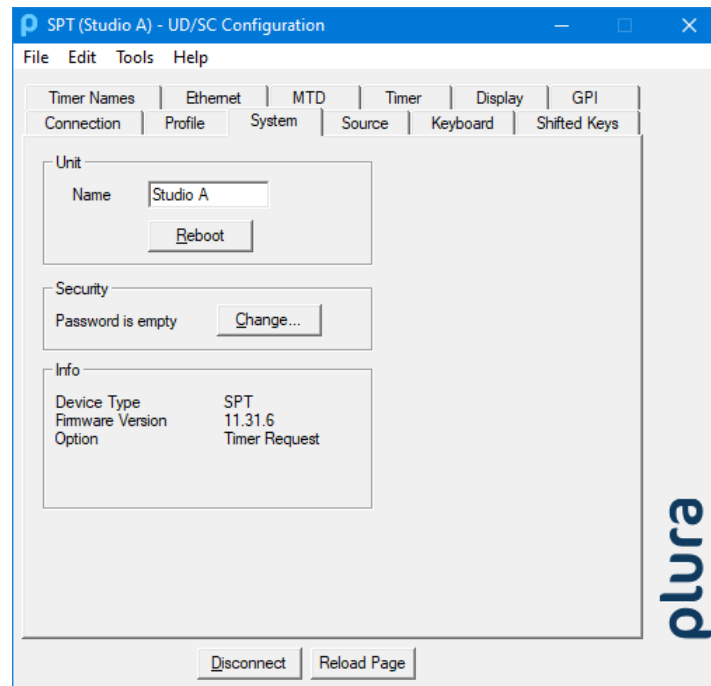 SPT (Studio A) - UD/SC Configuration
File Edit Tools Help
Timer Names Ethernet MTD Timer Display GPI
Connection Profile System Source Keyboard Shifted Keys
Unit
Name Studio A
Reboot
Security
Password is empty Change...
Info
Device Type SPT
Firmware Version 11.31.6
Option Timer Request
plura
Disconnect Reload Page